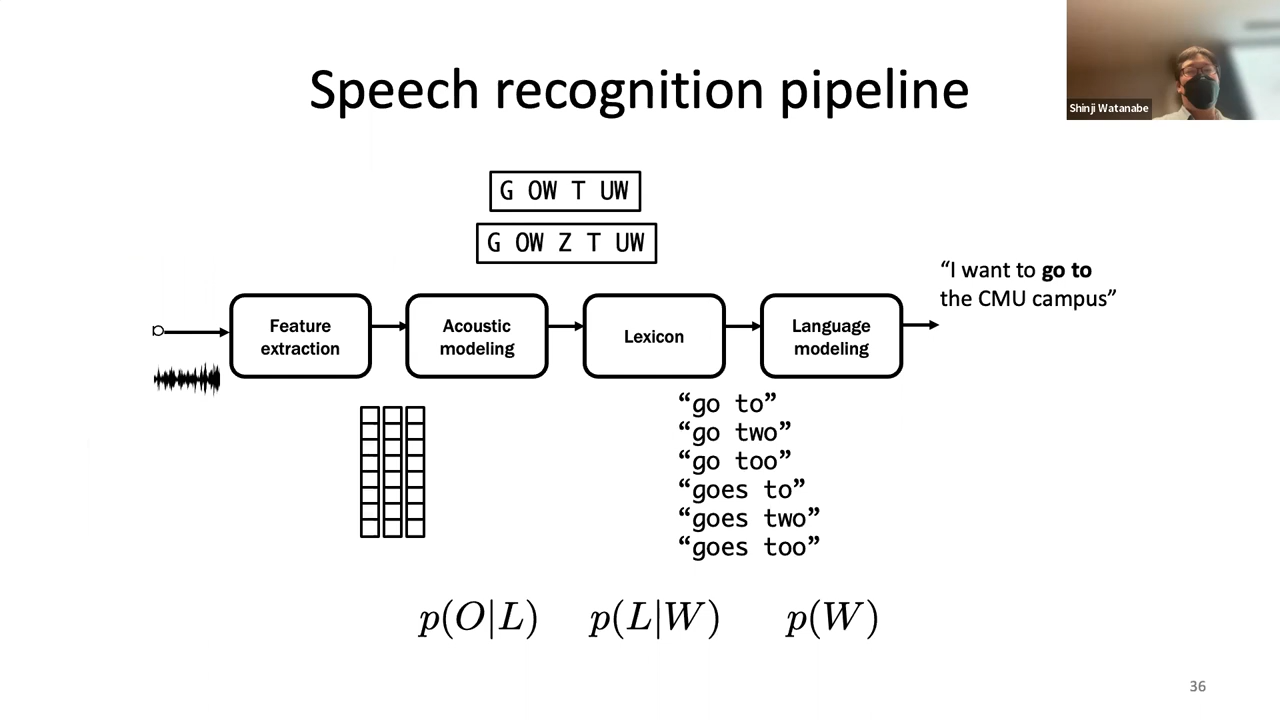 Speech recognition pipeline
Shinji Watanabe
G OW T UW
G OW Z T UW
“I want to go to
the CMU campus”
Feature
extraction
Acoustic
modeling
Lexicon
Language
modeling
“go to”
“go two”
“go too”
“goes to”
“goes two”
“goes too”
p(O|L) p(L|W) p(W)
36